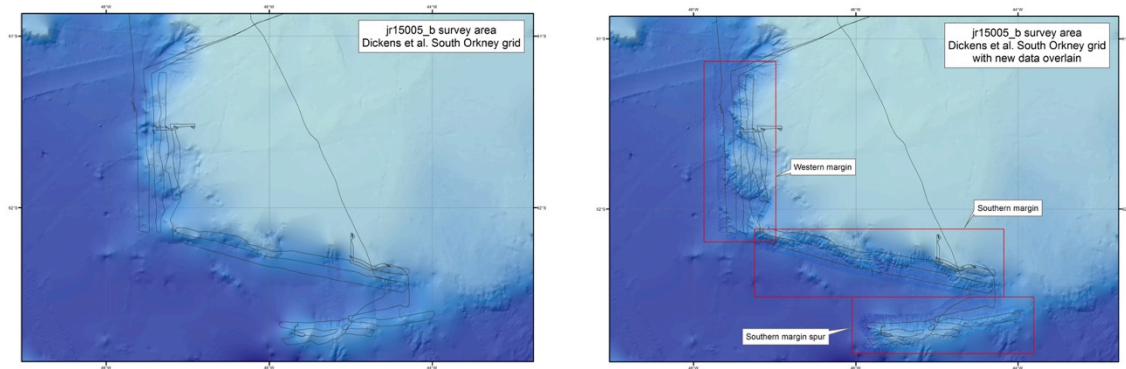 jr15005_b survey area
Dickens et al. South Orkney grid
jr15005_b survey area
Dickens et al. South Orkney grid
with new data overlain
Western margin
Southern margin
Southern margin spur